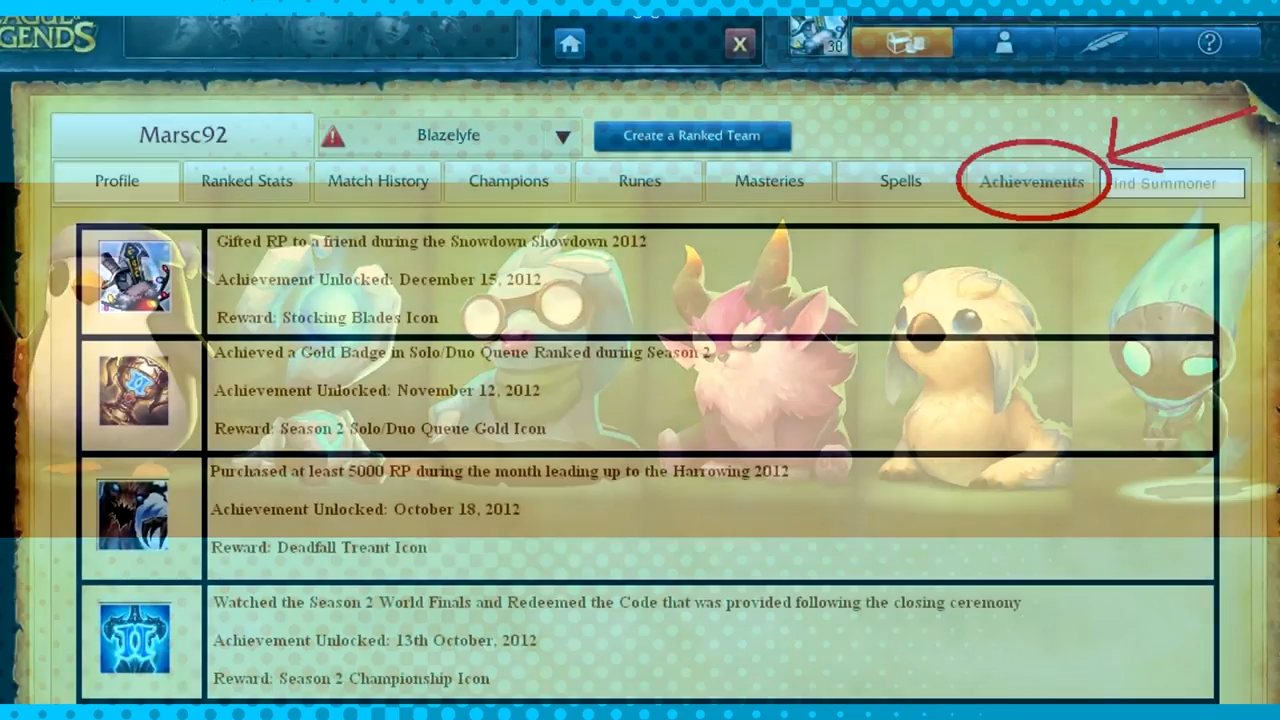 LEAGUE OF
LEGENDS
30
Marsc92
Blazelyfe
Create a Ranked Team
Profile
Ranked Stats
Match History
Champions
Runes
Masteries
Spells
Achievements
ind Summoner
Gifted RP to a friend during the Snowdown Showdown 2012
Achievement Unlocked: December 15, 2012
Reward: Stocking Blades Icon
Achieved a Gold Badge in Solo/Duo Queue Ranked during Season 2
Achievement Unlocked: November 12, 2012
Reward: Season 2 Solo/Duo Queue Gold Icon
Purchased at least 5000 RP during the month leading up to the Harrowing 2012
Achievement Unlocked: October 18, 2012
Reward: Deadfall Treant Icon
Watched the Season 2 World Finals and Redeemed the Code that was provided following the closing ceremony
Achievement Unlocked: 13th October, 2012
Reward: Season 2 Championship Icon